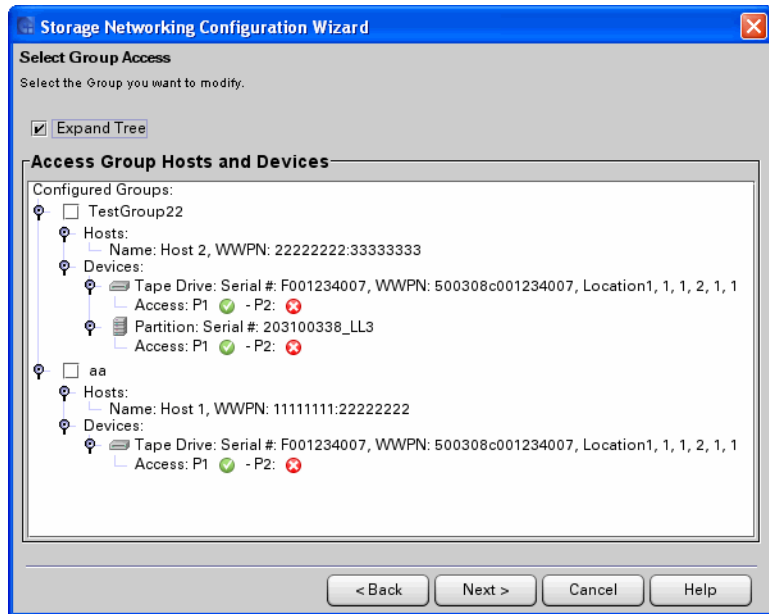 Storage Networking Configuration Wizard
Select Group Access
Select the Group you want to modify.
Expand Tree
Access Group Hosts and Devices
Configured Groups:
TestGroup22
Hosts:
Name: Host 2, WWPN: 22222222:33333333
Devices:
Tape Drive: Serial #: F001234007, WWPN: 500308c001234007, Location1, 1, 1, 2, 1, 1
Access: P1 - P2:
Partition: Serial #: 203100338_LL3
Access: P1 - P2:
aa
Hosts:
Name: Host 1, WWPN: 11111111:22222222
Devices:
Tape Drive: Serial #: F001234007, WWPN: 500308c001234007, Location1, 1, 1, 2, 1, 1
Access: P1 - P2:
< Back Next > Cancel Help